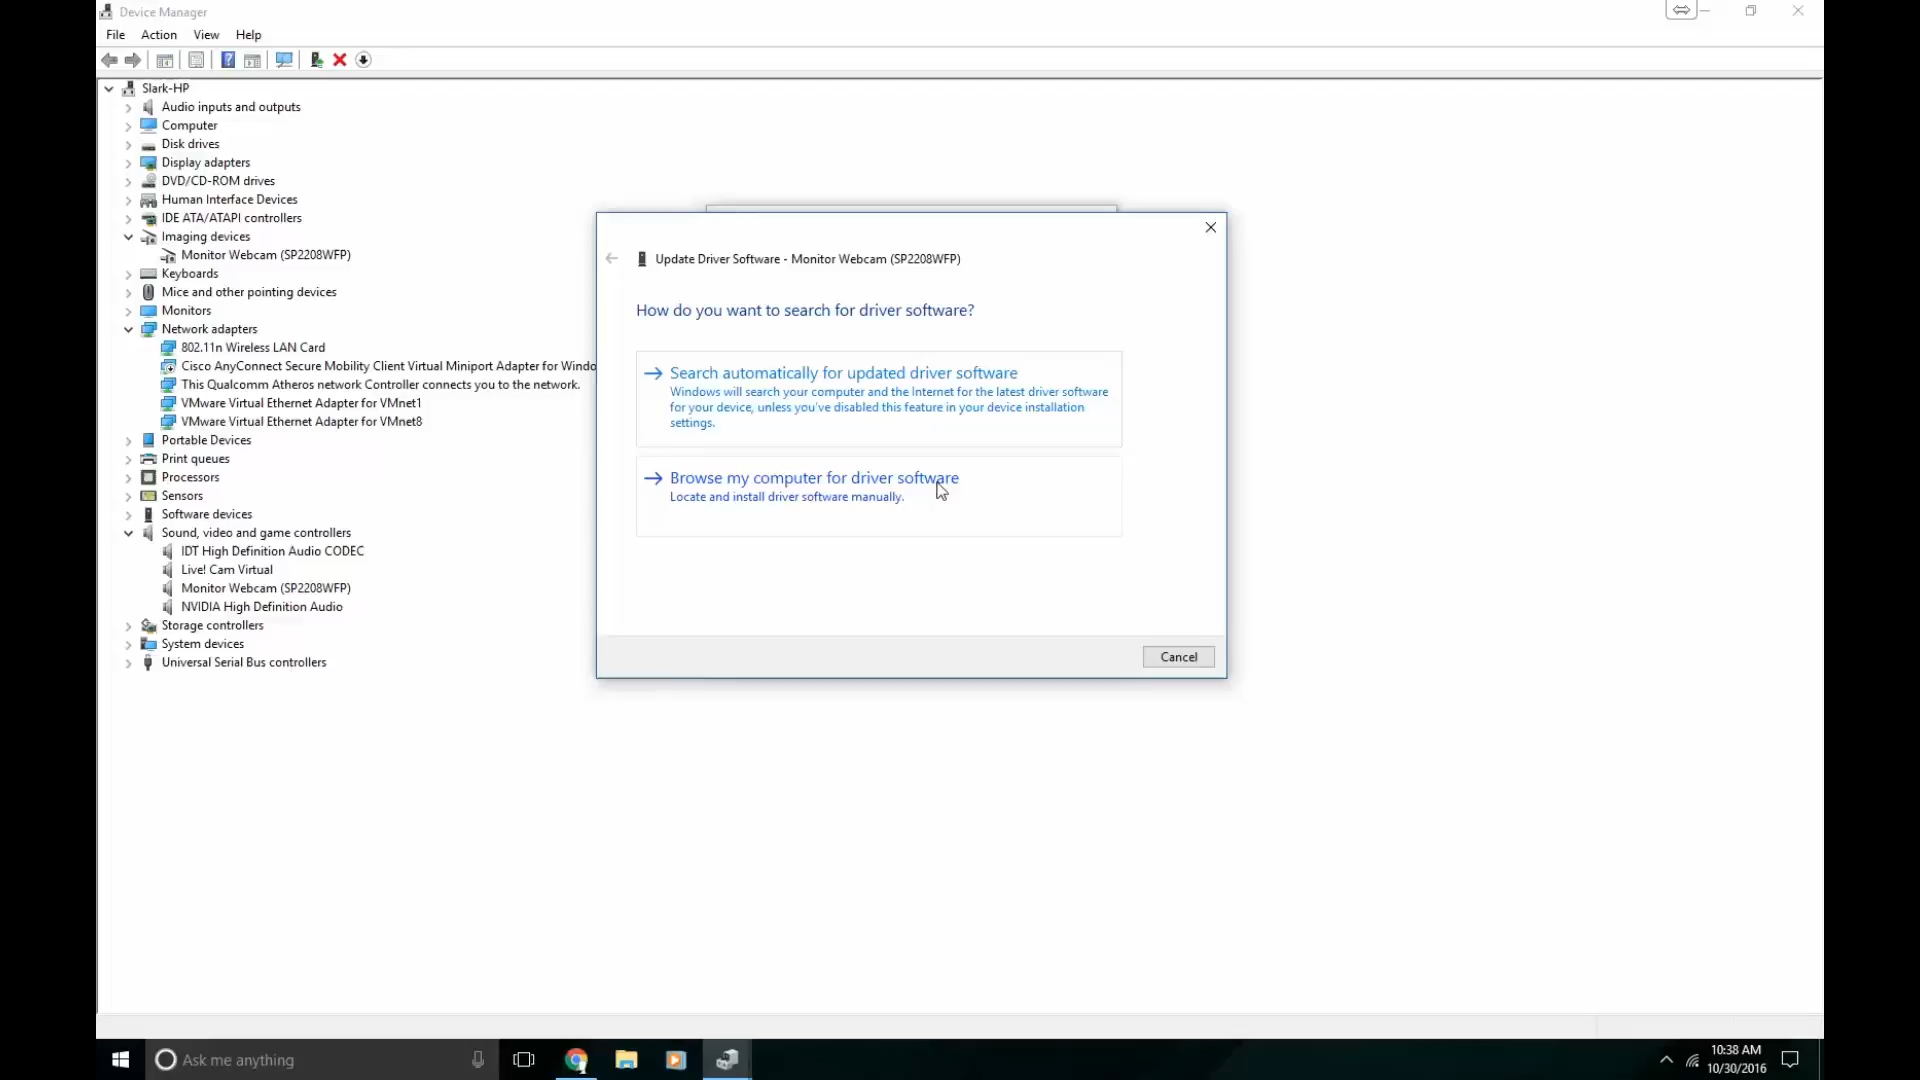 Device Manager
File Action View Help
Slark-HP
Audio inputs and outputs
Computer
Disk drives
Display adapters
DVD/CD-ROM drives
Human Interface Devices
IDE ATA/ATAPI controllers
Imaging devices
Monitor Webcam (SP2208WFP)
Keyboards
Mice and other pointing devices
Monitors
Network adapters
802.11n Wireless LAN Card
Cisco AnyConnect Secure Mobility Client Virtual Miniport Adapter for Windo
This Qualcomm Atheros network Controller connects you to the network.
VMware Virtual Ethernet Adapter for VMnet1
VMware Virtual Ethernet Adapter for VMnet8
Portable Devices
Print queues
Processors
Sensors
Software devices
Sound, video and game controllers
IDT High Definition Audio CODEC
Live! Cam Virtual
Monitor Webcam (SP2208WFP)
NVIDIA High Definition Audio
Storage controllers
System devices
Universal Serial Bus controllers
Update Driver Software - Monitor Webcam (SP2208WFP)
How do you want to search for driver software?
Search automatically for updated driver software
Windows will search your computer and the Internet for the latest driver software
for your device, unless you've disabled this feature in your device installation
settings.
Browse my computer for driver software
Locate and install driver software manually.
Cancel
Ask me anything
10:38 AM
10/30/2016